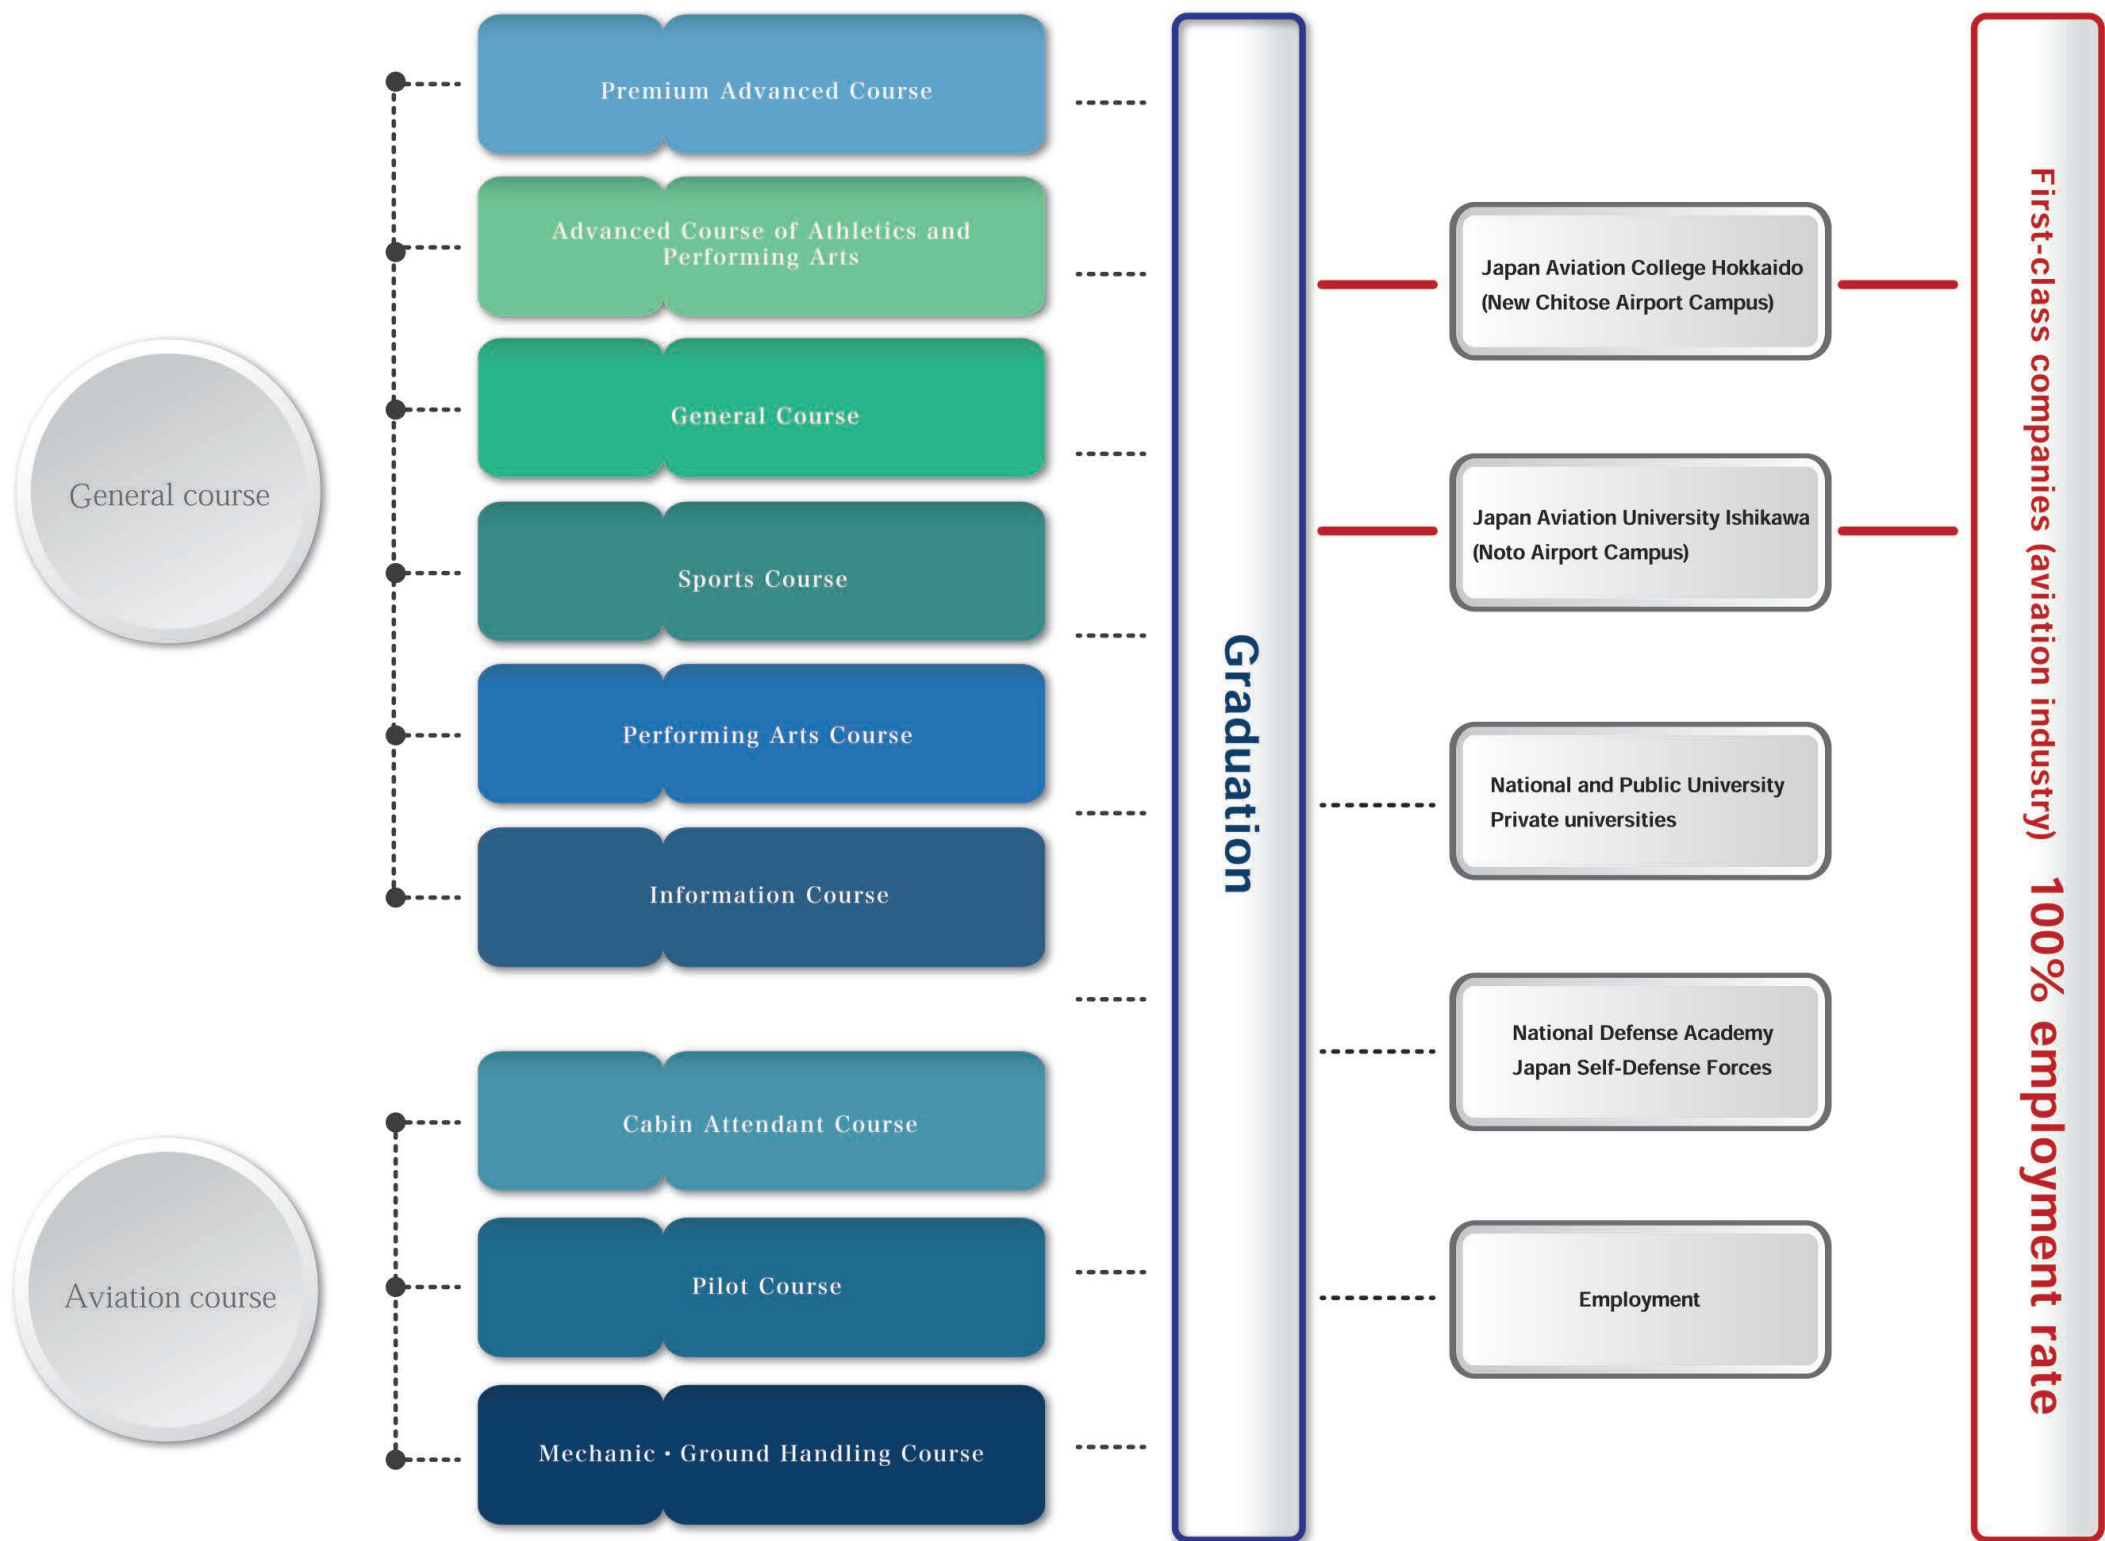 General course
Premium Advanced Course
Advanced Course of Athletics and
Performing Arts
General Course
Sports Course
Performing Arts Course
Information Course
Aviation course
Cabin Attendant Course
Pilot Course
Mechanic・Ground Handling Course
Graduation
Japan Aviation College Hokkaido
(New Chitose Airport Campus)
Japan Aviation University Ishikawa
(Noto Airport Campus)
National and Public University
Private universities
National Defense Academy
Japan Self-Defense Forces
Employment
First-class companies (aviation industry) 100% employment rate